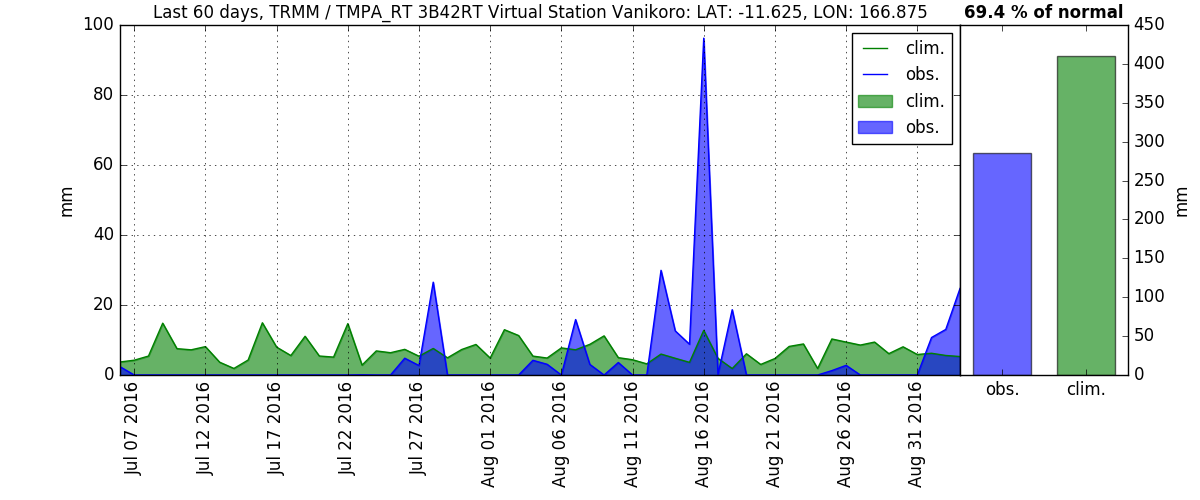 Last 60 days, TRMM / TMPA_RT 3B42RT Virtual Station Vanikoro: LAT: -11.625, LON: 166.875
69.4 % of normal
100
80
60
40
20
0
mm
clim.
obs.
clim.
obs.
450
400
350
300
250
200
150
100
50
0
mm
Jul 07 2016
Jul 12 2016
Jul 17 2016
Jul 22 2016
Jul 27 2016
Aug 01 2016
Aug 06 2016
Aug 11 2016
Aug 16 2016
Aug 21 2016
Aug 26 2016
Aug 31 2016
obs.
clim.